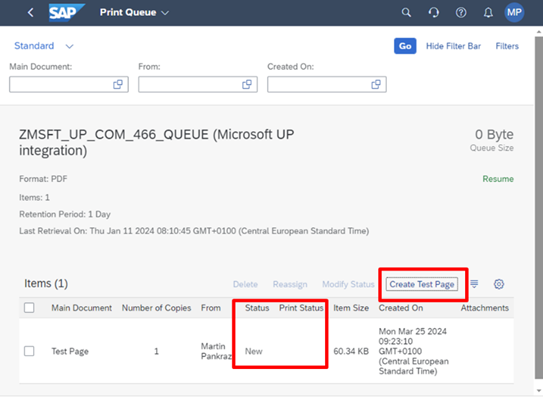 SAP Print Queue MP
Standard Go Hide Filter Bar Filters
Main Document: From: Created On:
ZMSFT_UP_COM_466_QUEUE (Microsoft UP
integration)
0 Byte
Queue Size
Format: PDF
Resume
Items: 1
Retention Period: 1 Day
Last Retrieval On: Thu Jan 11 2024 08:10:45 GMT+0100 (Central European Standard Time)
Items (1) Delete Reassign Modify Status Create Test Page
Main Document Number of Copies From Status Print Status Item Size Created On Attachments
Test Page 1
Martin
Pankraz
New
60.34 KB
Mon Mar 25 2024
09:23:10
GMT+0100
(Central European
Standard Time)